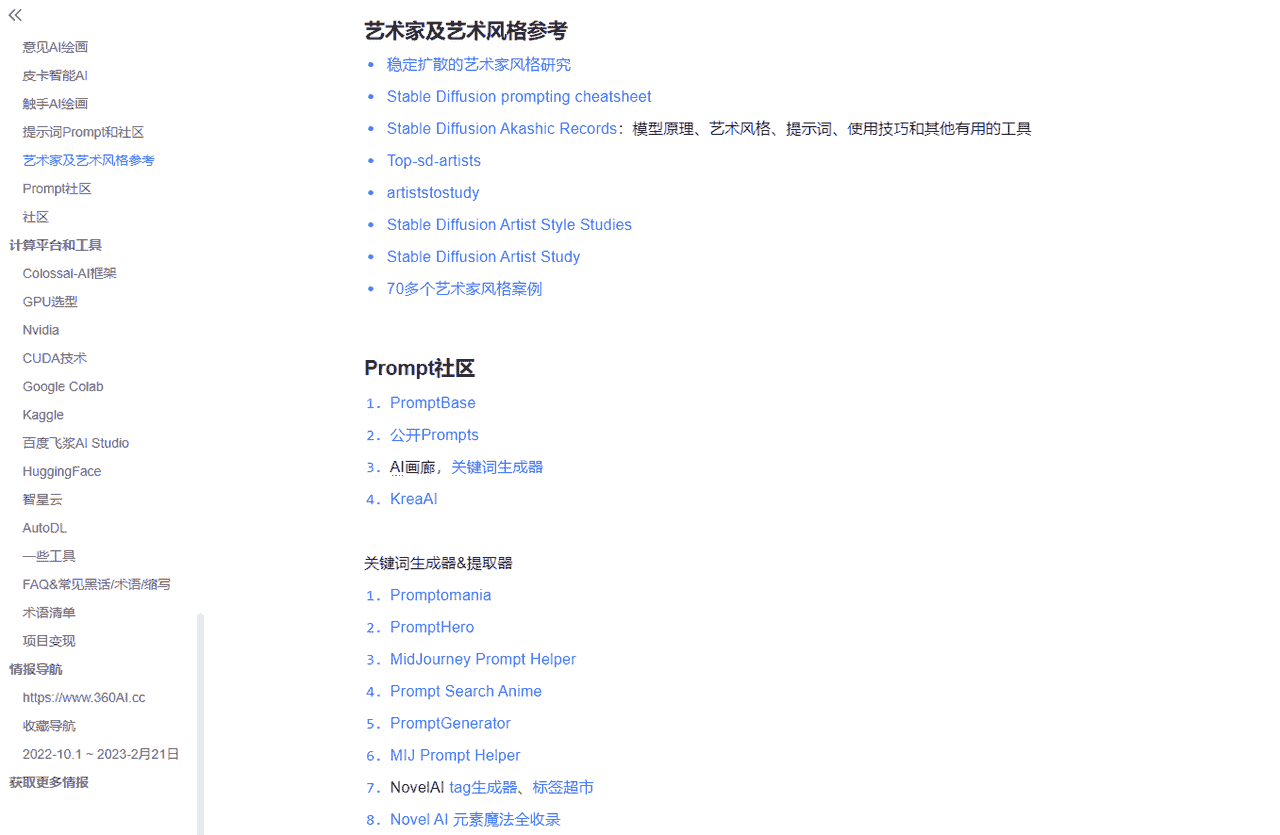 意见AI绘画
皮卡智能AI
触手AI绘画
提示词Prompt和社区
艺术家及艺术风格参考
Prompt社区
社区
计算平台和工具
Colossal-AI框架
GPU选型
Nvidia
CUDA技术
Google Colab
Kaggle
百度飞浆AI Studio
HuggingFace
智星云
AutoDL
一些工具
FAQ&常见黑话/术语/缩写
术语清单
项目变现
情报导航
https://www.360AI.cc
收藏导航
2022-10.1 ~ 2023-2月21日
获取更多情报
艺术家及艺术风格参考
• 稳定扩散的艺术家风格研究
• Stable Diffusion prompting cheatsheet
• Stable Diffusion Akashic Records：模型原理、艺术风格、提示词、使用技巧和其他有用的工具
• Top-sd-artists
• artiststostudy
• Stable Diffusion Artist Style Studies
• Stable Diffusion Artist Study
• 70多个艺术家风格案例
Prompt社区
1. PromptBase
2. 公开Prompts
3. AI画廊，关键词生成器
4. KreaAI
关键词生成器&提取器
1. Promptomania
2. PromptHero
3. MidJourney Prompt Helper
4. Prompt Search Anime
5. PromptGenerator
6. MIJ Prompt Helper
7. NovelAI tag生成器、标签超市
8. Novel AI 元素魔法全收录